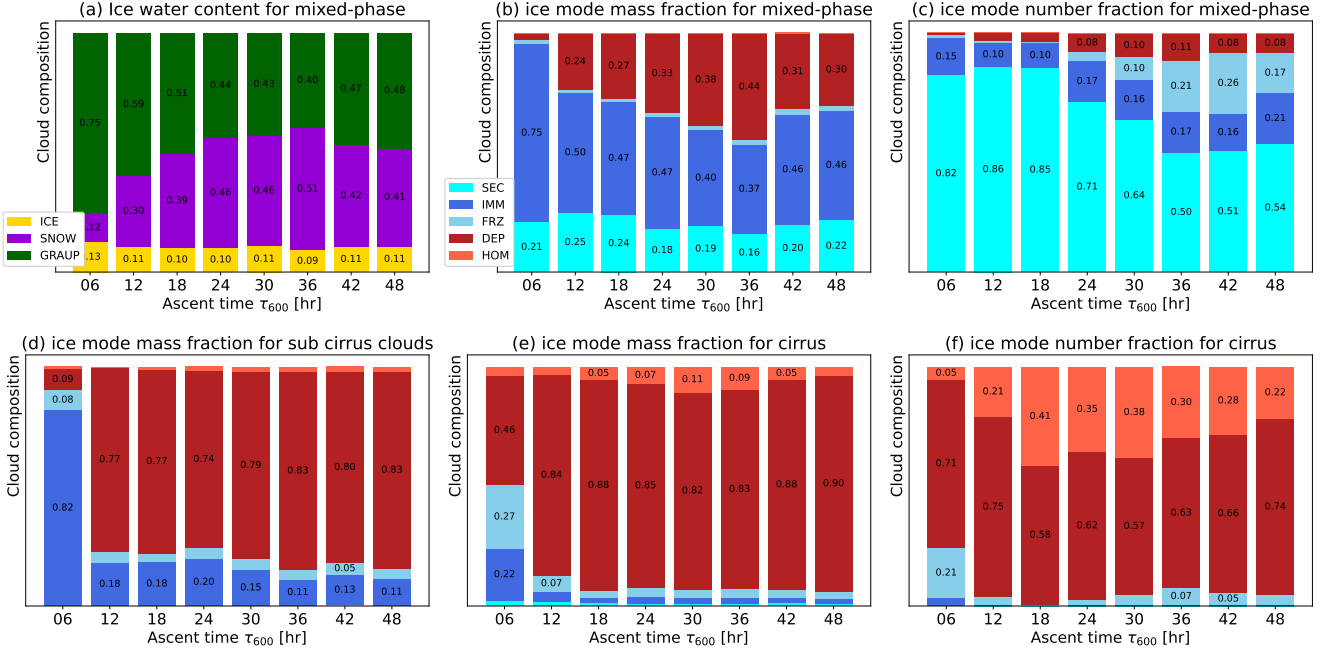 (a) Ice water content for mixed-phase
Cloud composition
0.75 0.59 0.51 0.44 0.43 0.40 0.47 0.48
.12 0.30 0.39 0.46 0.46 0.51 0.42 0.41
.13 0.11 0.10 0.10 0.11 0.09 0.11 0.11
ICE
SNOW
GRAUP
06 12 18 24 30 36 42 48
Ascent time τ600 [hr]
(b) ice mode mass fraction for mixed-phase
Cloud composition
0.24 0.27 0.33 0.38 0.44 0.31 0.30
0.75 0.50 0.47 0.47 0.40 0.37 0.46 0.46
0.21 0.25 0.24 0.18 0.19 0.16 0.20 0.22
SEC
IMM
FRZ
DEP
HOM
06 12 18 24 30 36 42 48
Ascent time τ600 [hr]
(c) ice mode number fraction for mixed-phase
Cloud composition
0.08 0.10 0.11 0.08 0.08
0.10 0.21 0.26 0.17
0.15 0.10 0.10 0.17 0.16 0.17 0.16 0.21
0.82 0.86 0.85 0.71 0.64 0.50 0.51 0.54
06 12 18 24 30 36 42 48
Ascent time τ600 [hr]
(d) ice mode mass fraction for sub cirrus clouds
Cloud composition
0.09 0.77 0.77 0.74 0.79 0.83 0.80 0.83
0.08 0.05
0.82 0.18 0.18 0.20 0.15 0.11 0.13 0.11
06 12 18 24 30 36 42 48
Ascent time τ600 [hr]
(e) ice mode mass fraction for cirrus
Cloud composition
0.05 0.07 0.11 0.09 0.05
0.46 0.84 0.88 0.85 0.82 0.83 0.88 0.90
0.27 0.07
0.22
06 12 18 24 30 36 42 48
Ascent time τ600 [hr]
(f) ice mode number fraction for cirrus
Cloud composition
0.05 0.21 0.41 0.35 0.38 0.30 0.28 0.22
0.71 0.75 0.58 0.62 0.57 0.63 0.66 0.74
0.21 0.07 0.05
06 12 18 24 30 36 42 48
Ascent time τ600 [hr]